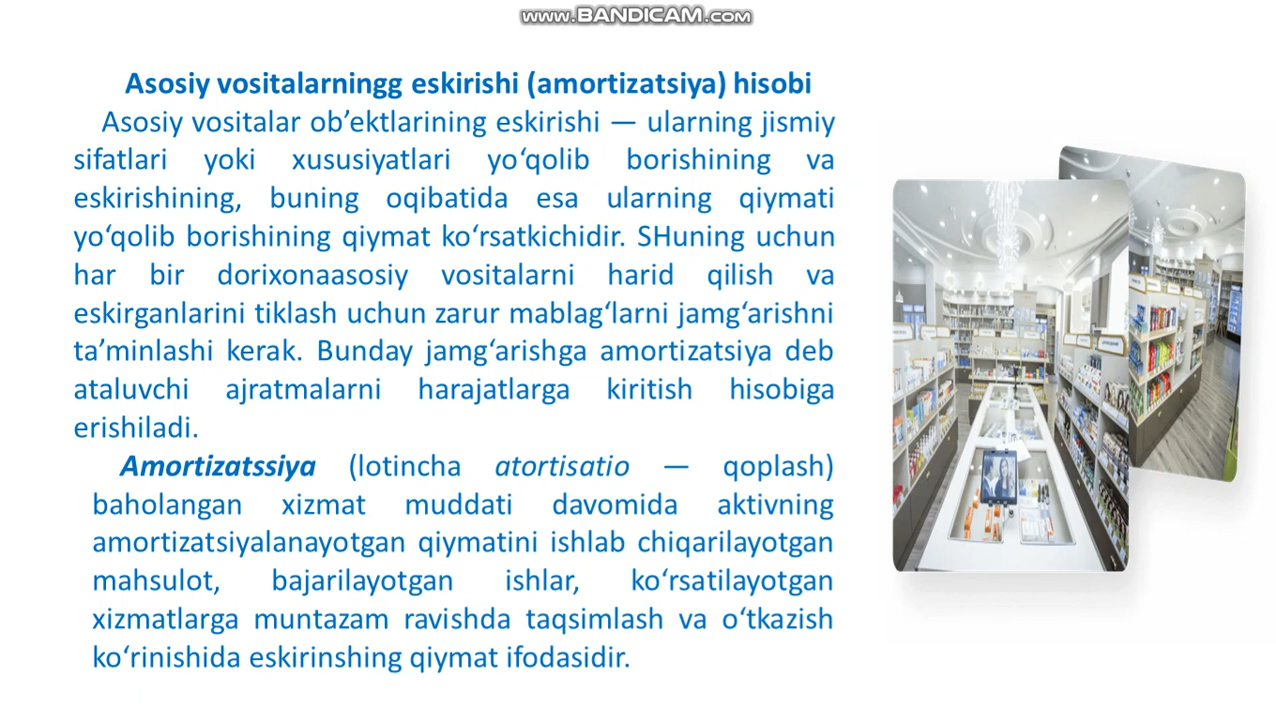 www.BANDICAM.com
Asosiy vositalarningg eskirishi (amortizatsiya) hisobi
Asosiy vositalar ob’ektlarining eskirishi — ularning jismiy
sifatlari yoki xususiyatlari yo‘qolib borishining va
eskirishining, buning oqibatida esa ularning qiymati
yo‘qolib borishining qiymat ko‘rsatkichidir. SHuning uchun
har bir dorixonaasosiy vositalarni harid qilish va
eskirganlarini tiklash uchun zarur mablag‘larni jamg‘arishni
ta’minlashi kerak. Bunday jamg‘arishga amortizatsiya deb
ataluvchi ajratmalarni harajatlarga kiritish hisobiga
erishiladi.
Amortizatssiya (lotincha atortisatio — qoplash)
baholangan xizmat muddati davomida aktivning
amortizatsiyalanayotgan qiymatini ishlab chiqarilayotgan
mahsulot, bajarilayotgan ishlar, ko‘rsatilayotgan
xizmatlarga muntazam ravishda taqsimlash va o‘tkazish
ko‘rinishida eskirinshing qiymat ifodasidir.